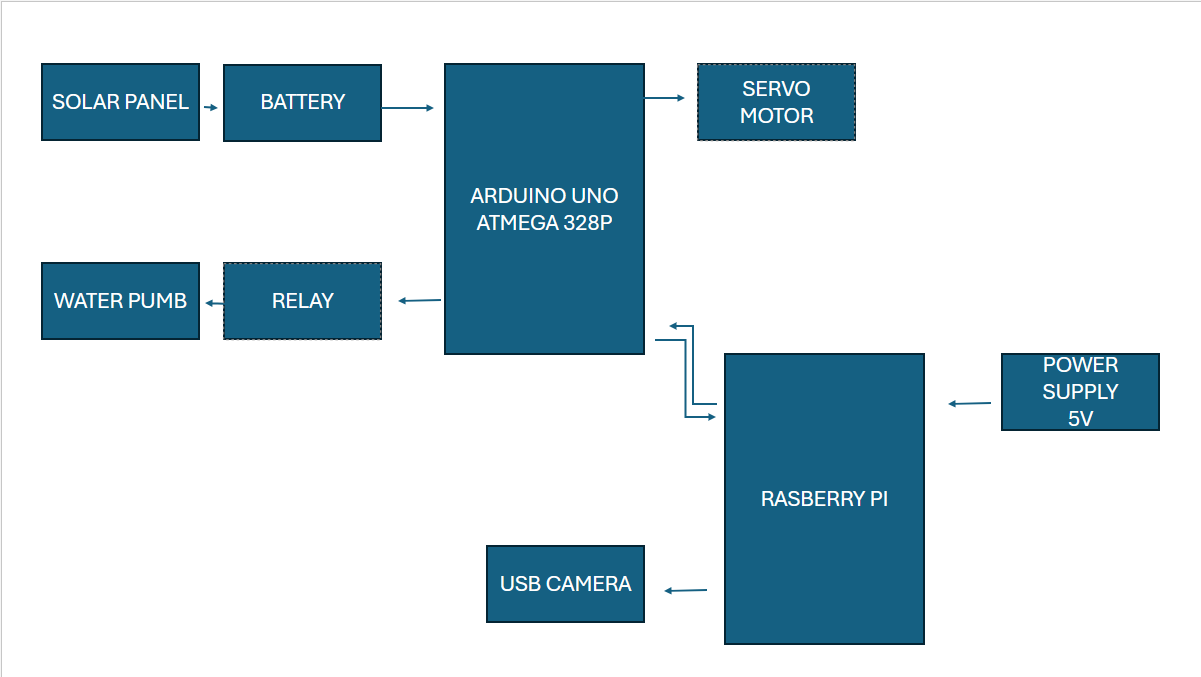 SOLAR PANEL
BATTERY
ARDUINO UNO
ATMEGA 328P
SERVO
MOTOR
WATER PUMB
RELAY
POWER
SUPPLY
5V
RASBERRY PI
USB CAMERA